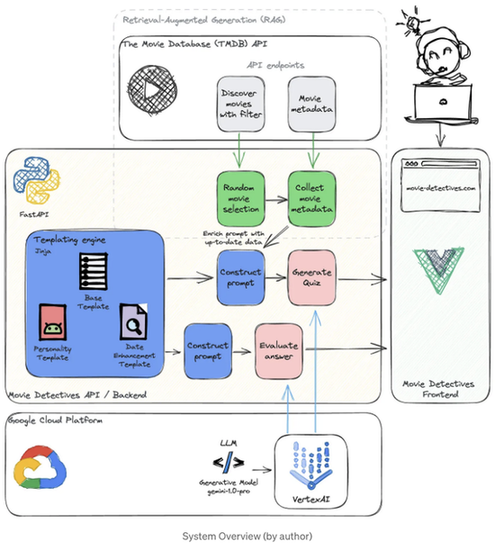 Retrieval-Augmented Generation (RAG)
The Movie Database (TMDB) API
API endpoints
Discover
movies
with filter
Movie
metadata
FastAPI
Random
movie
selection
Collect
movie
metadata
movie-detectives.com
Enrich prompt with
up-to-date data
Templating engine
Jinja
Base
Template
Personality
Template
Date
Enhancement
Template
Construct
prompt
Generate
Quiz
Construct
prompt
Evaluate
answer
Movie Detectives API / Backend
Movie Detectives
Frontend
Google Cloud Platform
LLM
</>
Generative Model
gemini-1.0-pro
VertexAI
System Overview (by author)